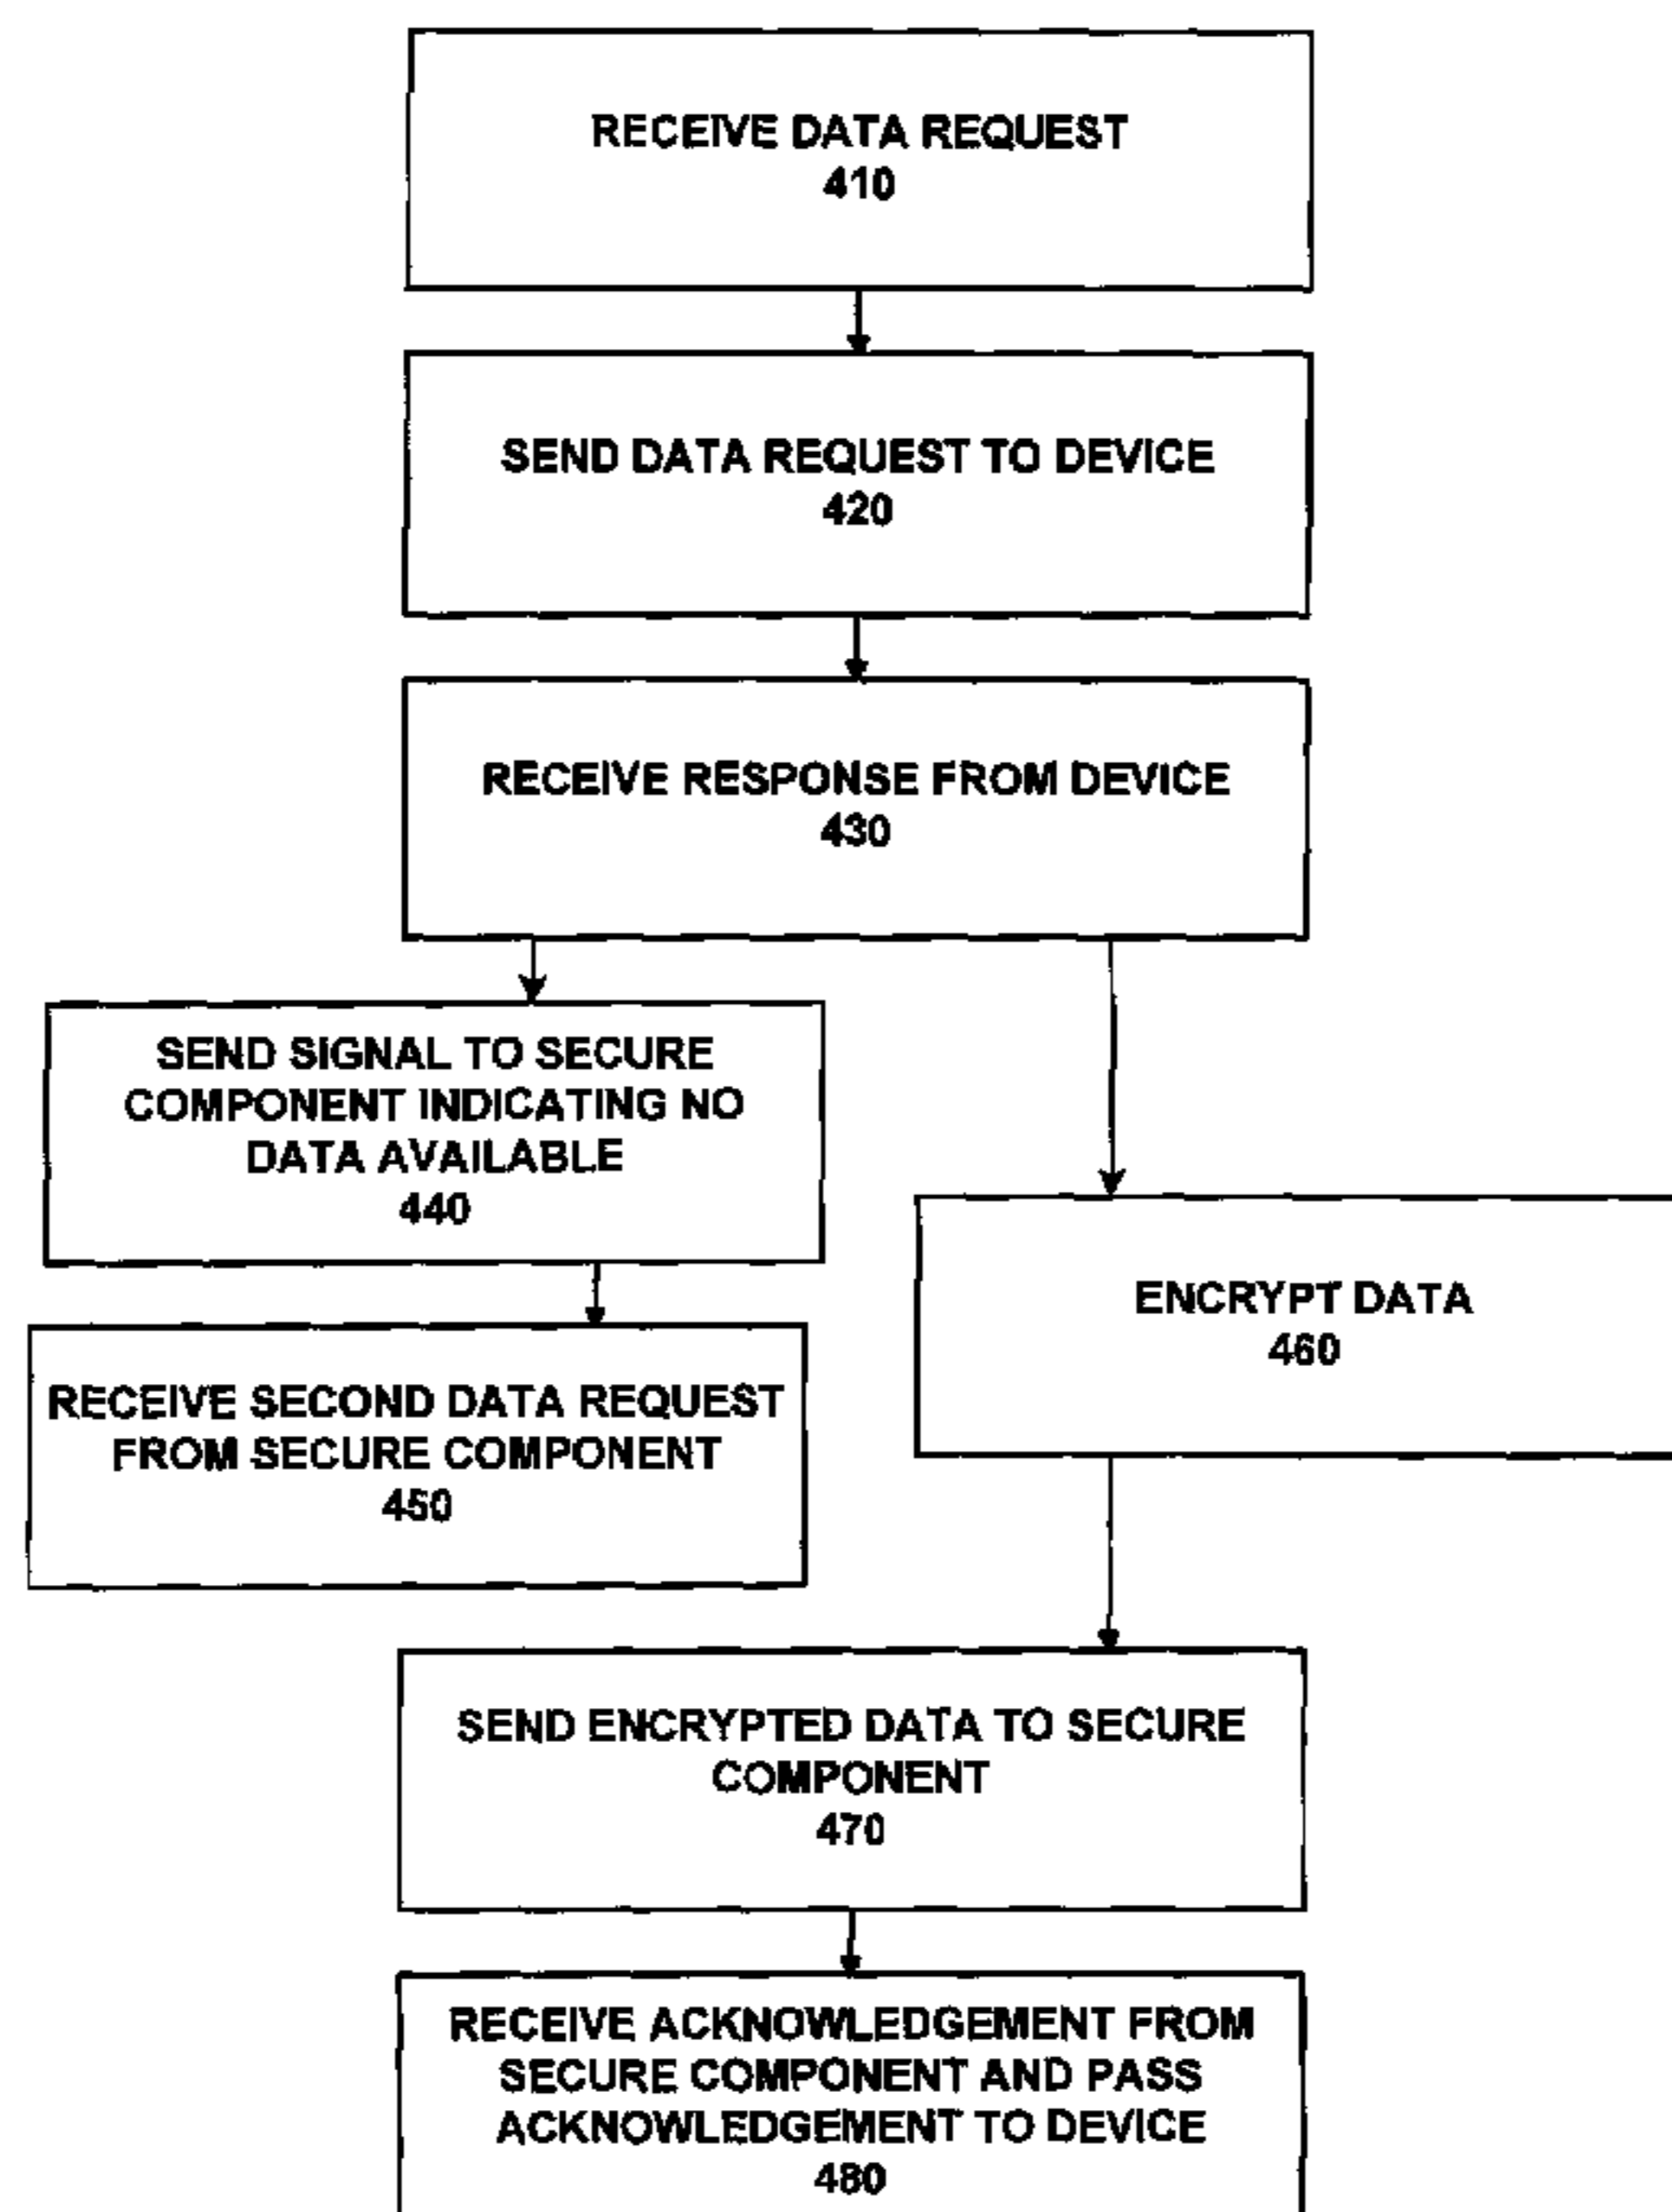 RECEIVE DATA REQUEST
410
SEND DATA REQUEST TO DEVICE
420
RECEIVE RESPONSE FROM DEVICE
430
SEND SIGNAL TO SECURE
COMPONENT INDICATING NO
DATA AVAILABLE
440
RECEIVE SECOND DATA REQUEST
FROM SECURE COMPONENT
450
ENCRYPT DATA
460
SEND ENCRYPTED DATA TO SECURE
COMPONENT
470
RECEIVE ACKNOWLEDGEMENT FROM
SECURE COMPONENT AND PASS
ACKNOWLEDGEMENT TO DEVICE
480